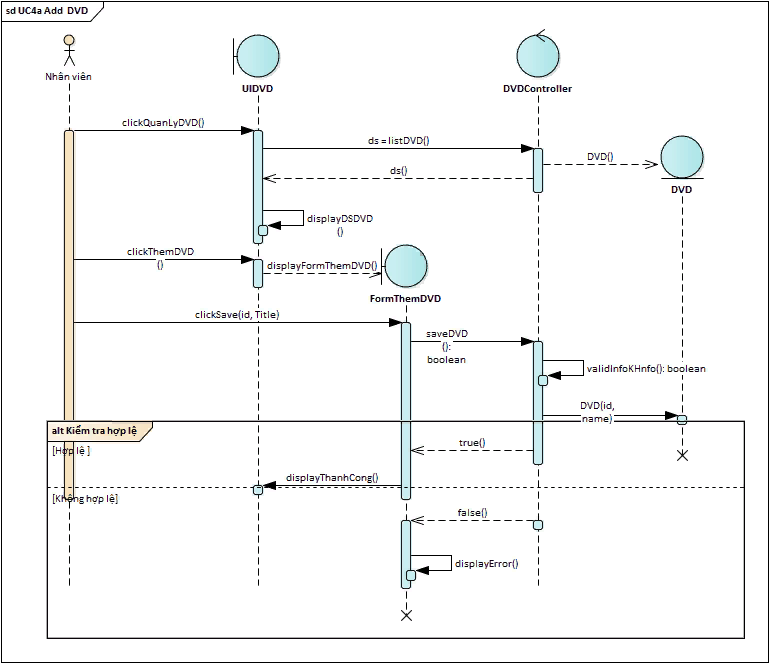 sd UC4a Add DVD
Nhân viên
UIDVD
DVDController
clickQuanLyDVD()
ds = listDVD()
DVD()
ds()
DVD
displayDSDVD
()
clickThemDVD
()
displayFormThemDVD()
FormThemDVD
clickSave(id, Title)
saveDVD
():
boolean
validInfoKHnfo(): boolean
DVD(id,
name)
alt Kiểm tra hợp lệ
[Hợp lệ ]
true()
displayThanhCong()
[Không hợp lệ]
false()
displayError()